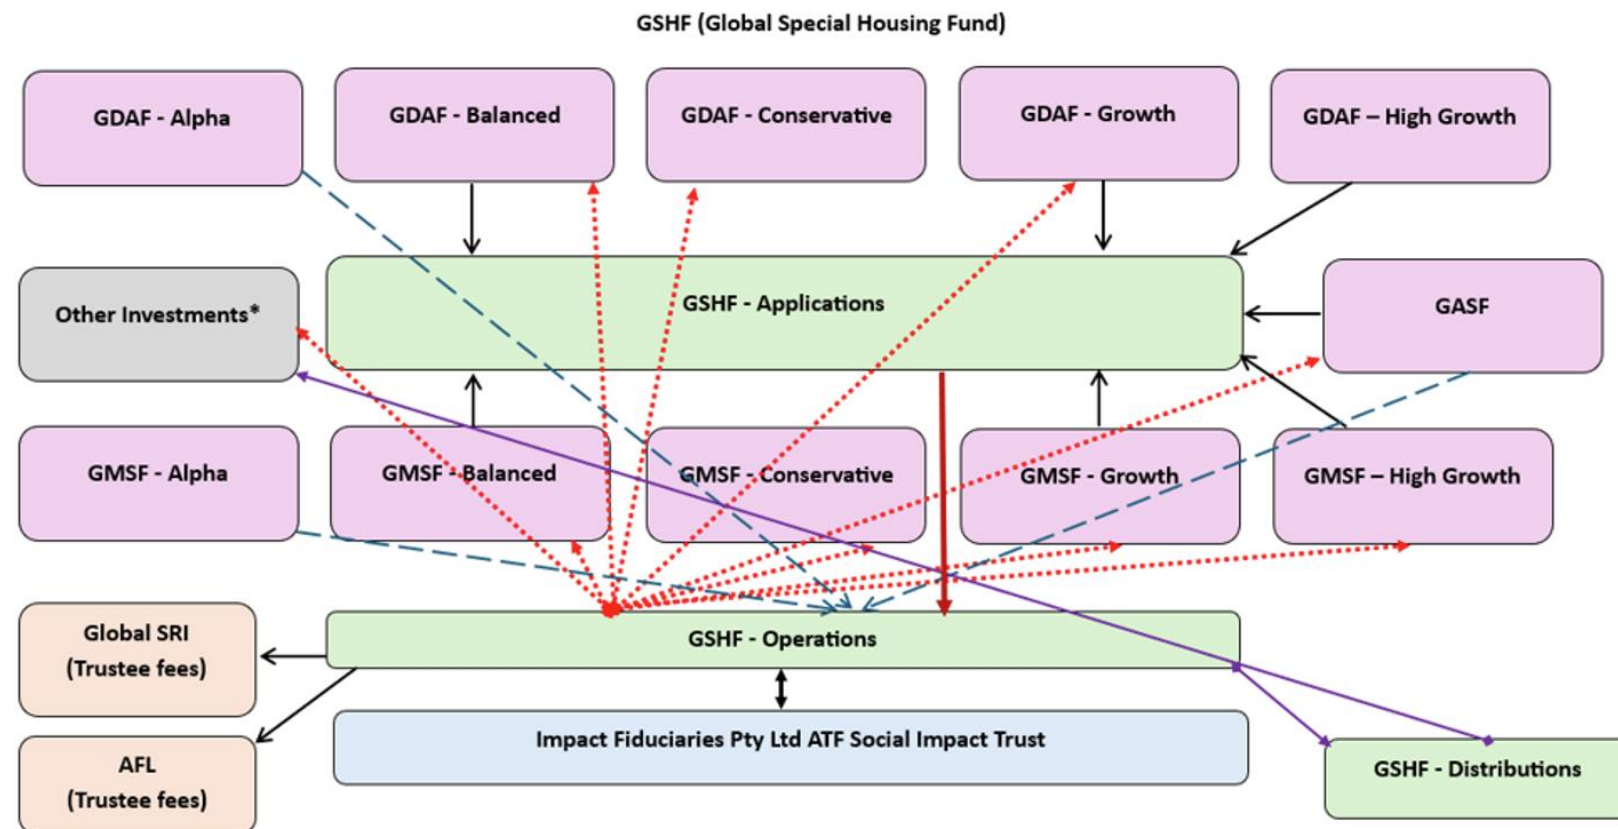 GSHF (Global Special Housing Fund)
GDAF - Alpha
GDAF - Balanced
GDAF - Conservative
GDAF - Growth
GDAF – High Growth
Other Investments*
GSHF - Applications
GASF
GMSF - Alpha
GMSF - Balanced
GMSF - Conservative
GMSF - Growth
GMSF – High Growth
Global SRI
(Trustee fees)
GSHF - Operations
Impact Fiduciaries Pty Ltd ATF Social Impact Trust
AFL
(Trustee fees)
GSHF - Distributions